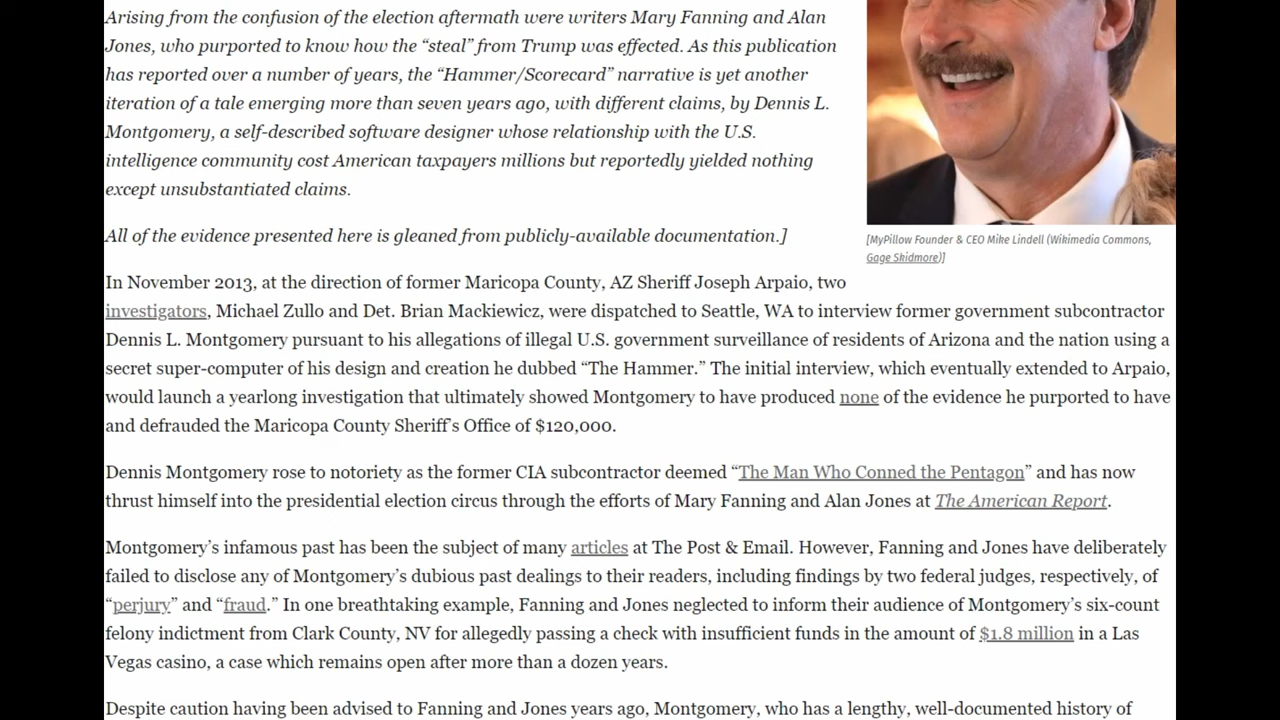 Arising from the confusion of the election aftermath were writers Mary Fanning and Alan
Jones, who purported to know how the “steal” from Trump was effected. As this publication
has reported over a number of years, the “Hammer/Scorecard” narrative is yet another
iteration of a tale emerging more than seven years ago, with different claims, by Dennis L.
Montgomery, a self-described software designer whose relationship with the U.S.
intelligence community cost American taxpayers millions but reportedly yielded nothing
except unsubstantiated claims.
All of the evidence presented here is gleaned from publicly-available documentation.]
[MyPillow Founder & CEO Mike Lindell (Wikimedia Commons,
Gage Skidmore)]
In November 2013, at the direction of former Maricopa County, AZ Sheriff Joseph Arpaio, two
investigators, Michael Zullo and Det. Brian Mackiewicz, were dispatched to Seattle, WA to interview former government subcontractor
Dennis L. Montgomery pursuant to his allegations of illegal U.S. government surveillance of residents of Arizona and the nation using a
secret super-computer of his design and creation he dubbed “The Hammer.” The initial interview, which eventually extended to Arpaio,
would launch a yearlong investigation that ultimately showed Montgomery to have produced none of the evidence he purported to have
and defrauded the Maricopa County Sheriff’s Office of $120,000.
Dennis Montgomery rose to notoriety as the former CIA subcontractor deemed “The Man Who Conned the Pentagon” and has now
thrust himself into the presidential election circus through the efforts of Mary Fanning and Alan Jones at The American Report.
Montgomery’s infamous past has been the subject of many articles at The Post & Email. However, Fanning and Jones have deliberately
failed to disclose any of Montgomery’s dubious past dealings to their readers, including findings by two federal judges, respectively, of
“perjury” and “fraud.” In one breathtaking example, Fanning and Jones neglected to inform their audience of Montgomery’s six-count
felony indictment from Clark County, NV for allegedly passing a check with insufficient funds in the amount of $1.8 million in a Las
Vegas casino, a case which remains open after more than a dozen years.
Despite caution having been advised to Fanning and Jones years ago, Montgomery, who has a lengthy, well-documented history of